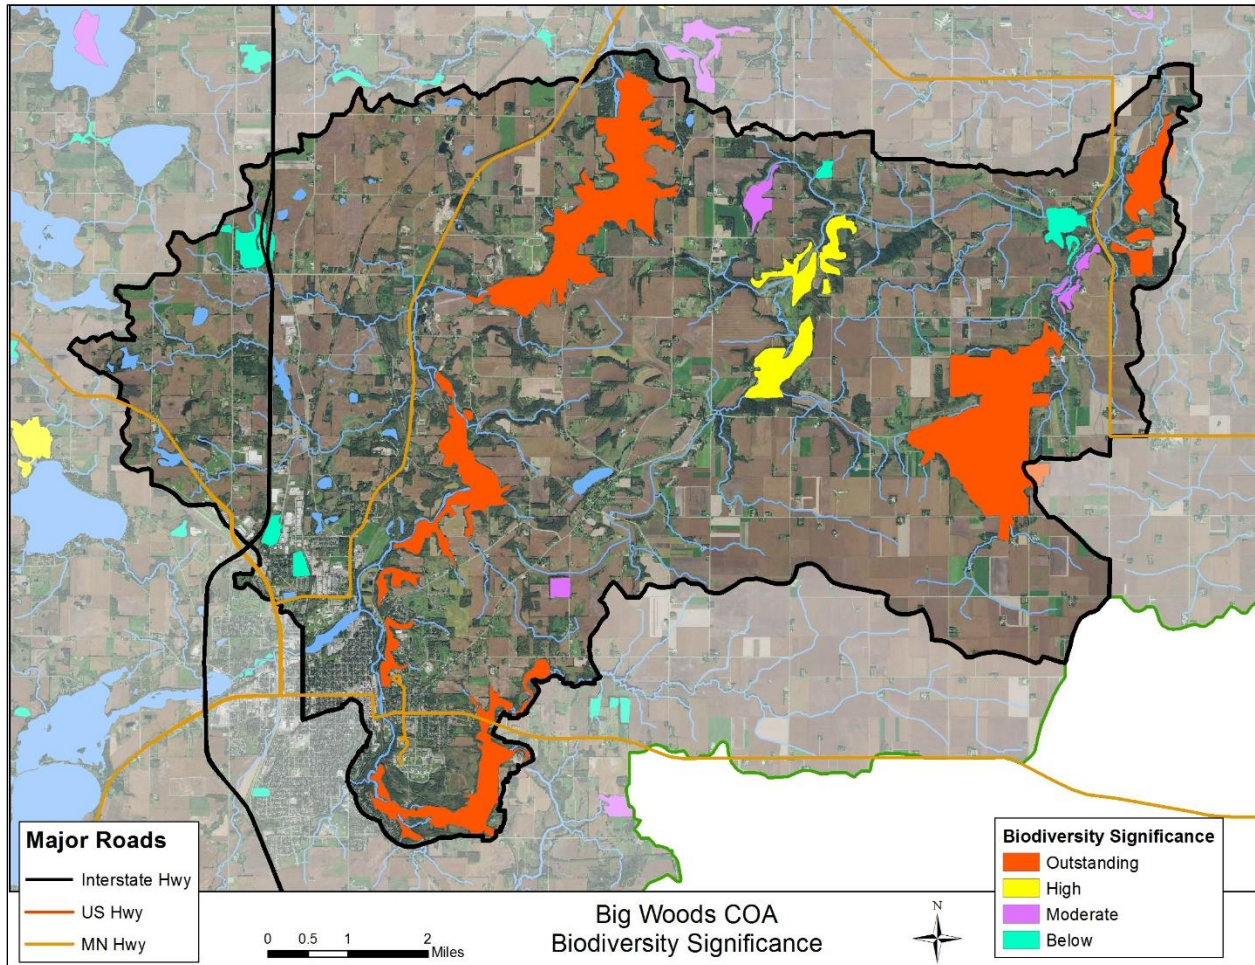 Major Roads
Interstate Hwy
US Hwy
MN Hwy
0 0.5 1 2
Miles
Big Woods COA
Biodiversity Significance
N
Biodiversity Significance
Outstanding
High
Moderate
Below